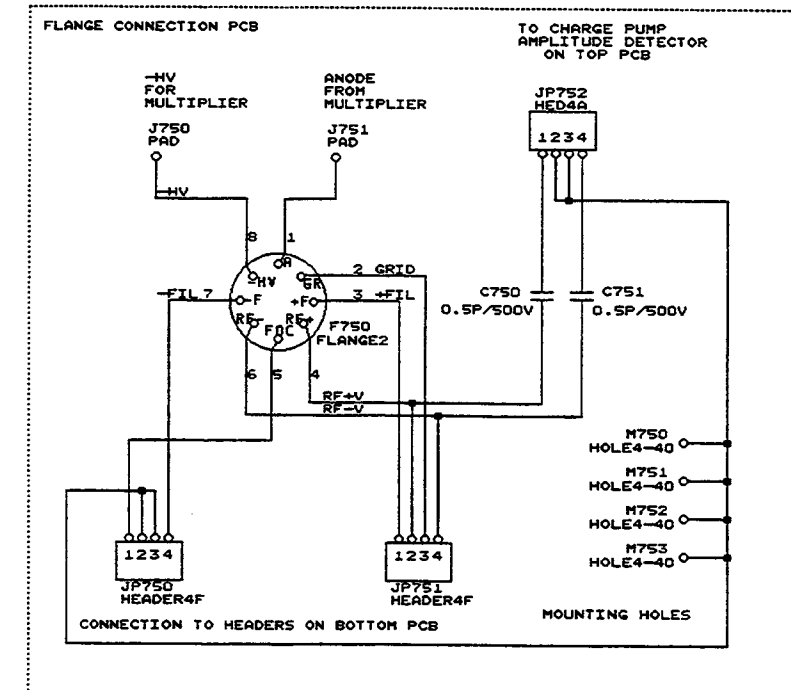 FLANGE CONNECTION PCB
TO CHARGE PUMP
AMPLITUDE DETECTOR
ON TOP PCB
-HV
FOR
MULTIPLIER
ANODE
FROM
MULTIPLIER
JP752
HED4A
J750
PAD
J751
PAD
1234
-HV
8
1
A
-HV
GR
2 GRID
-FIL 7
-F
+F
3 +FIL
C750
0.5P/500V
C751
0.5P/500V
RF-
RF+
FOC
F750
FLANGE2
6
5
4
RF+V
RF-V
M750
HOLE4-40
M751
HOLE4-40
M752
HOLE4-40
M753
HOLE4-40
1234
JP750
HEADER4F
1234
JP751
HEADER4F
MOUNTING HOLES
CONNECTION TO HEADERS ON BOTTOM PCB